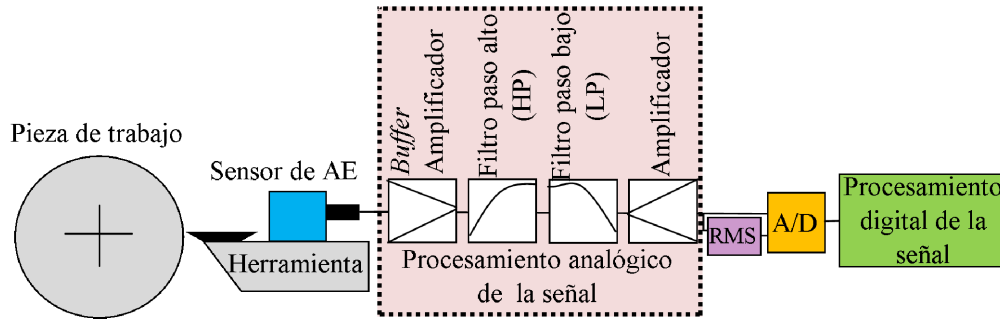 Pieza de trabajo
Sensor de AE
Herramienta
Buffer
Amplificador
Filtro paso alto
(HP)
Filtro paso bajo
(LP)
Amplificador
Procesamiento analógico
de la señal
RMS
A/D
Procesamiento
digital de la
señal